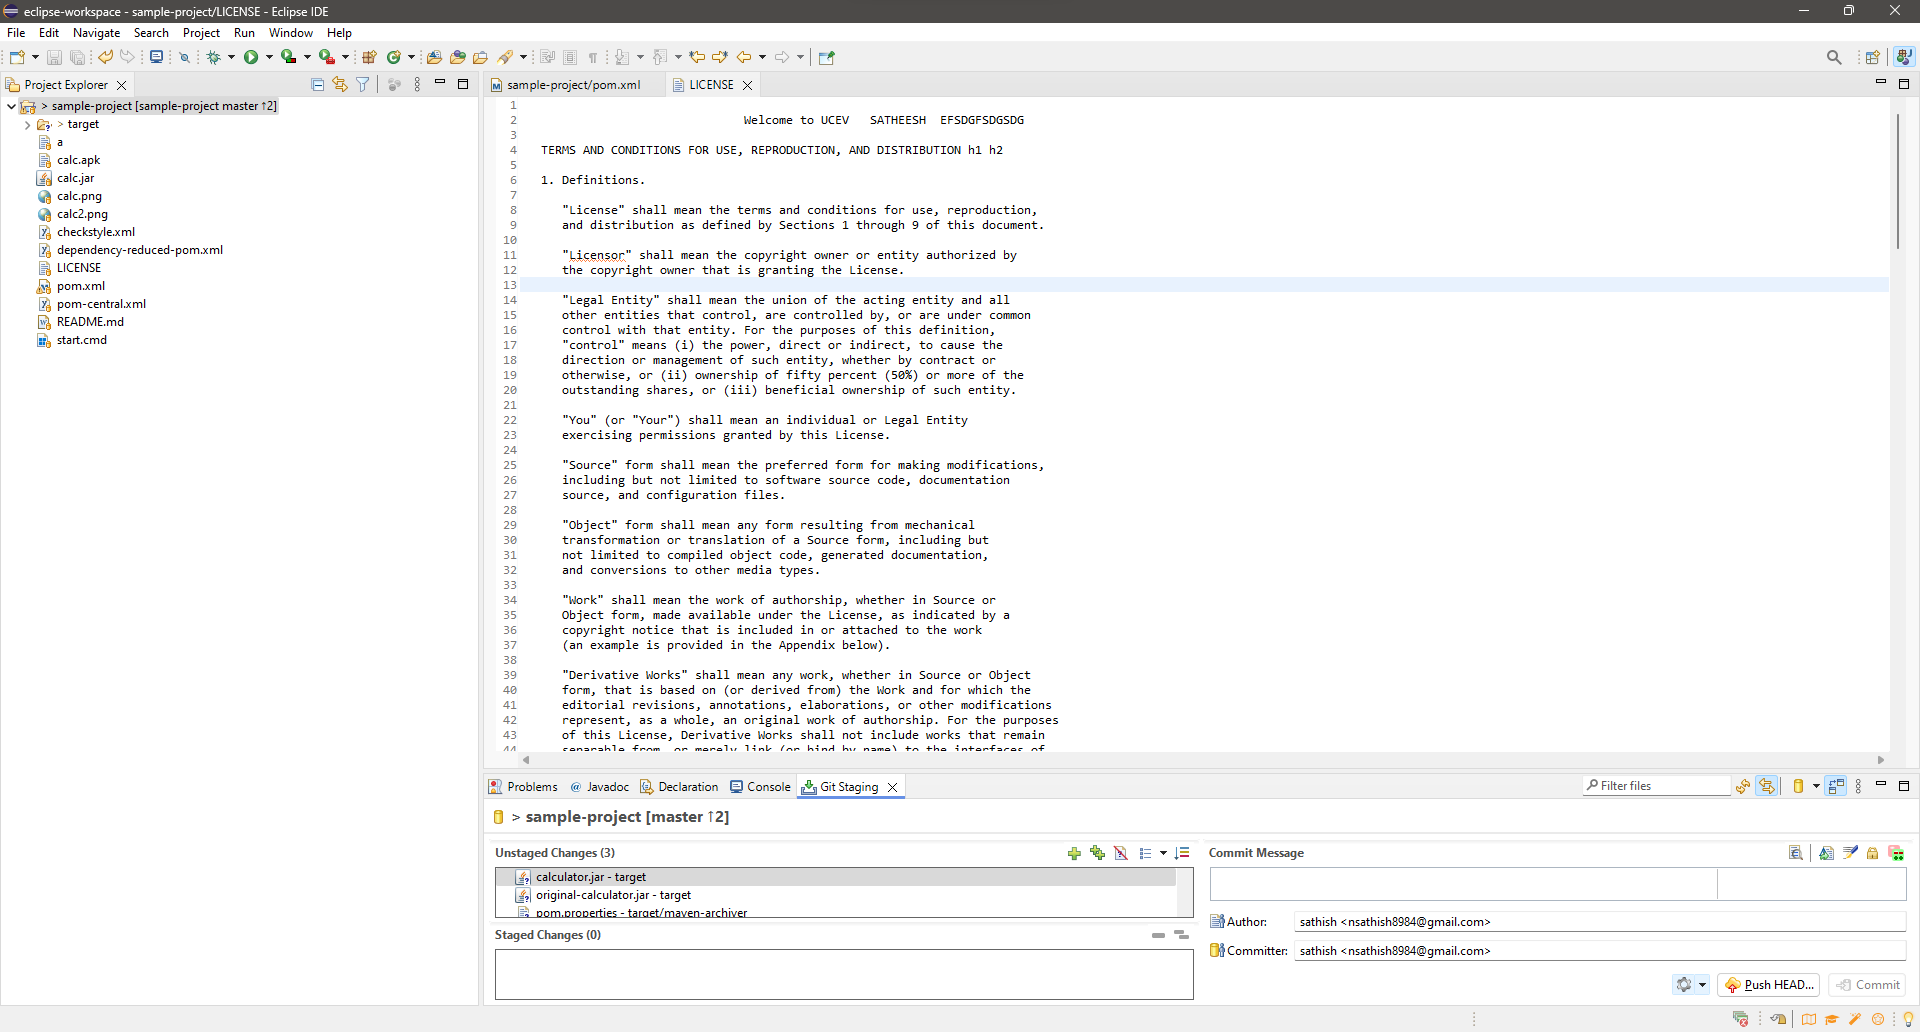 eclipse-workspace - sample-project/LICENSE - Eclipse IDE
File Edit Navigate Search Project Run Window Help
Project Explorer
> sample-project [sample-project master ↑2]
> target
a
calc.apk
calc.jar
calc.png
calc2.png
checkstyle.xml
dependency-reduced-pom.xml
LICENSE
pom.xml
pom-central.xml
README.md
start.cmd
sample-project/pom.xml LICENSE
1
2 Welcome to UCEV SATHEESH EFSDGFSDGSDG
3
4 TERMS AND CONDITIONS FOR USE, REPRODUCTION, AND DISTRIBUTION h1 h2
5
6 1. Definitions.
7
8 "License" shall mean the terms and conditions for use, reproduction,
9 and distribution as defined by Sections 1 through 9 of this document.
10
11 "Licensor" shall mean the copyright owner or entity authorized by
12 the copyright owner that is granting the License.
13
14 "Legal Entity" shall mean the union of the acting entity and all
15 other entities that control, are controlled by, or are under common
16 control with that entity. For the purposes of this definition,
17 "control" means (i) the power, direct or indirect, to cause the
18 direction or management of such entity, whether by contract or
19 otherwise, or (ii) ownership of fifty percent (50%) or more of the
20 outstanding shares, or (iii) beneficial ownership of such entity.
21
22 "You" (or "Your") shall mean an individual or Legal Entity
23 exercising permissions granted by this License.
24
25 "Source" form shall mean the preferred form for making modifications,
26 including but not limited to software source code, documentation
27 source, and configuration files.
28
29 "Object" form shall mean any form resulting from mechanical
30 transformation or translation of a Source form, including but
31 not limited to compiled object code, generated documentation,
32 and conversions to other media types.
33
34 "Work" shall mean the work of authorship, whether in Source or
35 Object form, made available under the License, as indicated by a
36 copyright notice that is included in or attached to the work
37 (an example is provided in the Appendix below).
38
39 "Derivative Works" shall mean any work, whether in Source or Object
40 form, that is based on (or derived from) the Work and for which the
41 editorial revisions, annotations, elaborations, or other modifications
42 represent, as a whole, an original work of authorship. For the purposes
43 of this License, Derivative Works shall not include works that remain
44 separable from, or merely link (or bind by name) to the interfaces of
Problems @ Javadoc Declaration Console Git Staging
Filter files
> sample-project [master ↑2]
Unstaged Changes (3)
calculator.jar - target
original-calculator.jar - target
pom.properties - target/maven-archiver
Staged Changes (0)
Commit Message
Author: sathish <nsathish8984@gmail.com>
Committer: sathish <nsathish8984@gmail.com>
Push HEAD... Commit